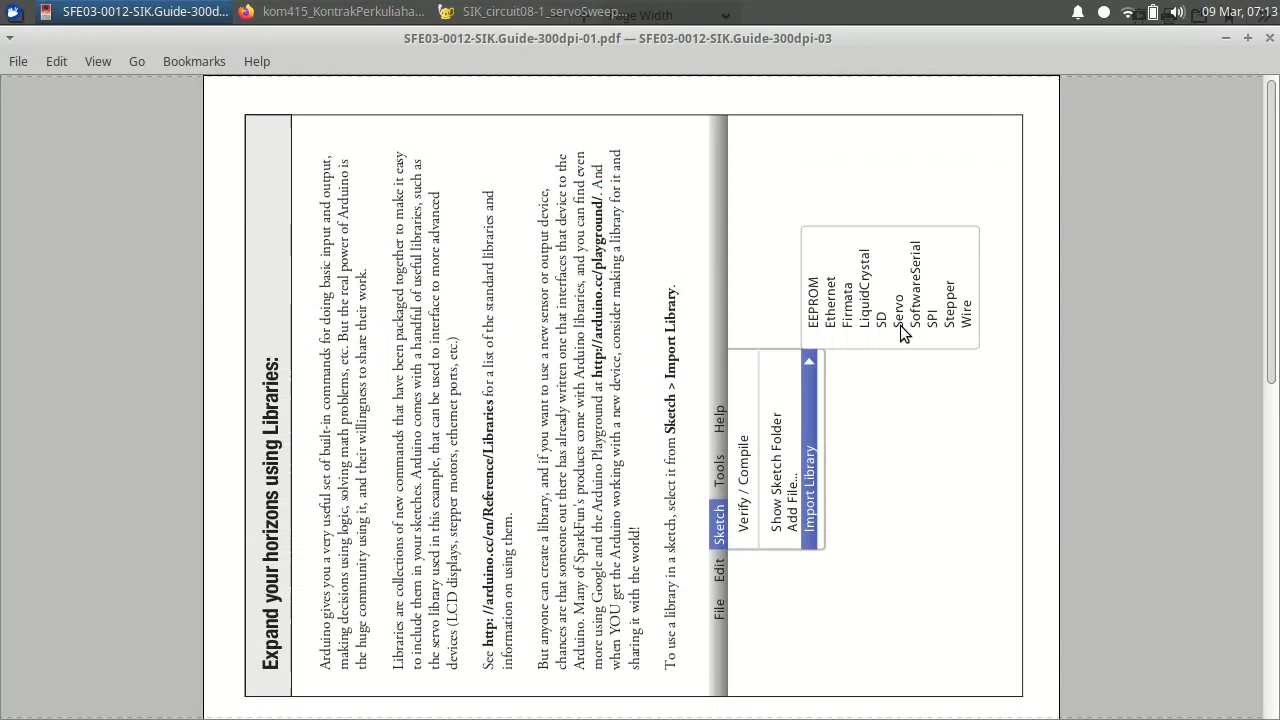 SFE03-0012-SIK.Guide-300d...
kom415_KontrakPerkuliaha...
SIK_circuit08-1_servoSweep...
Page Width
09 Mar, 07:13
SFE03-0012-SIK.Guide-300dpi-01.pdf — SFE03-0012-SIK.Guide-300dpi-03
File Edit View Go Bookmarks Help
Expand your horizons using Libraries:
Arduino gives you a very useful set of built-in commands for doing basic input and output,
making decisions using logic, solving math problems, etc. But the real power of Arduino is
the huge community using it, and their willingness to share their work.
Libraries are collections of new commands that have been packaged together to make it easy
to include them in your sketches. Arduino comes with a handful of useful libraries, such as
the servo library used in this example, that can be used to interface to more advanced
devices (LCD displays, stepper motors, ethernet ports, etc.)
See http: //arduino.cc/en/Reference/Libraries for a list of the standard libraries and
information on using them.
But anyone can create a library, and if you want to use a new sensor or output device,
chances are that someone out there has already written one that interfaces that device to the
Arduino. Many of SparkFun's products come with Arduino libraries, and you can find even
more using Google and the Arduino Playground at http://arduino.cc/playground/. And
when YOU get the Arduino working with a new device, consider making a library for it and
sharing it with the world!
To use a library in a sketch, select it from Sketch > Import Library.
File Edit Sketch Tools Help
Verify / Compile
Show Sketch Folder
Add File...
Import Library
EEPROM
Ethernet
Firmata
LiquidCrystal
SD
Servo
SoftwareSerial
SPI
Stepper
Wire